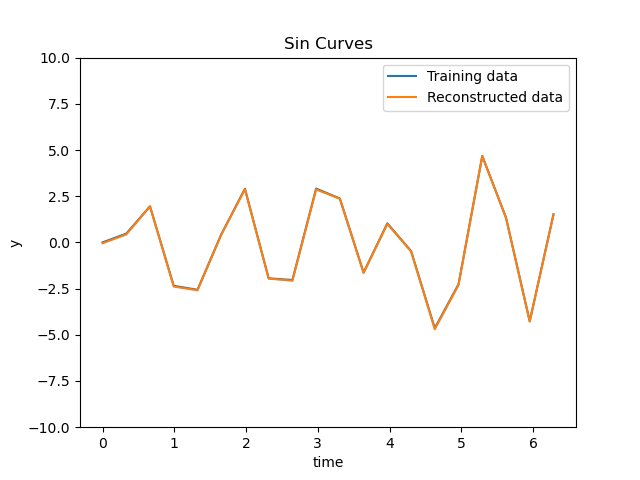 Sin Curves
Training data
Reconstructed data
10.0
7.5
5.0
2.5
0.0
−2.5
−5.0
−7.5
−10.0
y
0 1 2 3 4 5 6
time